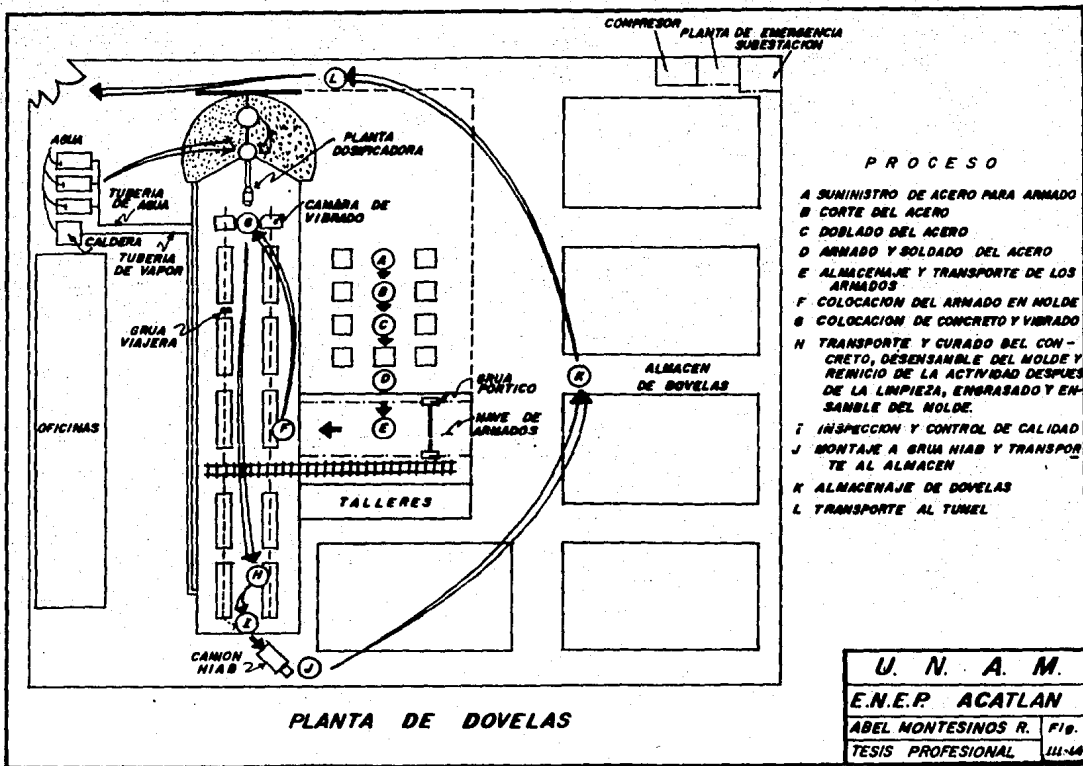 COMPRESOR
PLANTA DE EMERGENCIA
SUBESTACION
L
AGUA
PLANTA
DOSIFICADORA
TUBERIA
DE AGUA
CAMARA DE
VIBRADO
G
CALDERA
TUBERIA
DE VAPOR
A
B
C
D
E
F
GRUA
VIAJERA
GRUA
PORTICO
NAVE DE
ARMADOS
OFICINAS
TALLERES
K
ALMACEN
DE DOVELAS
H
I
CAMION
HIAB
J
PLANTA DE DOVELAS
PROCESO
A SUMINISTRO DE ACERO PARA ARMADO
B CORTE DEL ACERO
C DOBLADO DEL ACERO
D ARMADO Y SOLDADO DEL ACERO
E ALMACENAJE Y TRANSPORTE DE LOS
ARMADOS
F COLOCACION DEL ARMADO EN MOLDE
G COLOCACION DE CONCRETO Y VIBRADO
H TRANSPORTE Y CURADO DEL CON-
CRETO, DESENSAMBLE DEL MOLDE Y
REINICIO DE LA ACTIVIDAD DESPUES
DE LA LIMPIEZA, ENGRASADO Y EN-
SAMBLE DEL MOLDE.
I INSPECCION Y CONTROL DE CALIDAD
J MONTAJE A GRUA HIAB Y TRANSPOR-
TE AL ALMACEN
K ALMACENAJE DE DOVELAS
L TRANSPORTE AL TUNEL
U. N. A. M.
E.N.E.P. ACATLAN
ABEL MONTESINOS R.
TESIS PROFESIONAL
Fig.